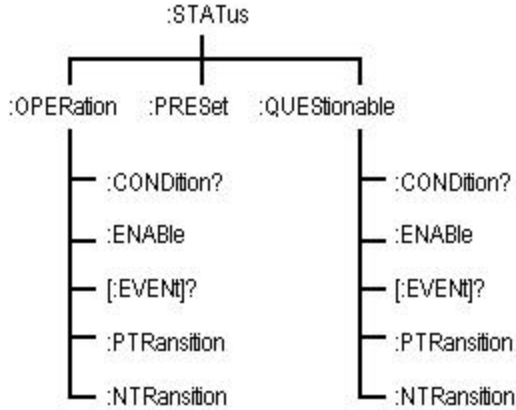 :STATus
:OPERation :PRESet :QUEStionable
:CONDition? :CONDition?
:ENABle :ENABle
[:EVENt]? [:EVENt]?
:PTRansition :PTRansition
:NTRansition :NTRansition